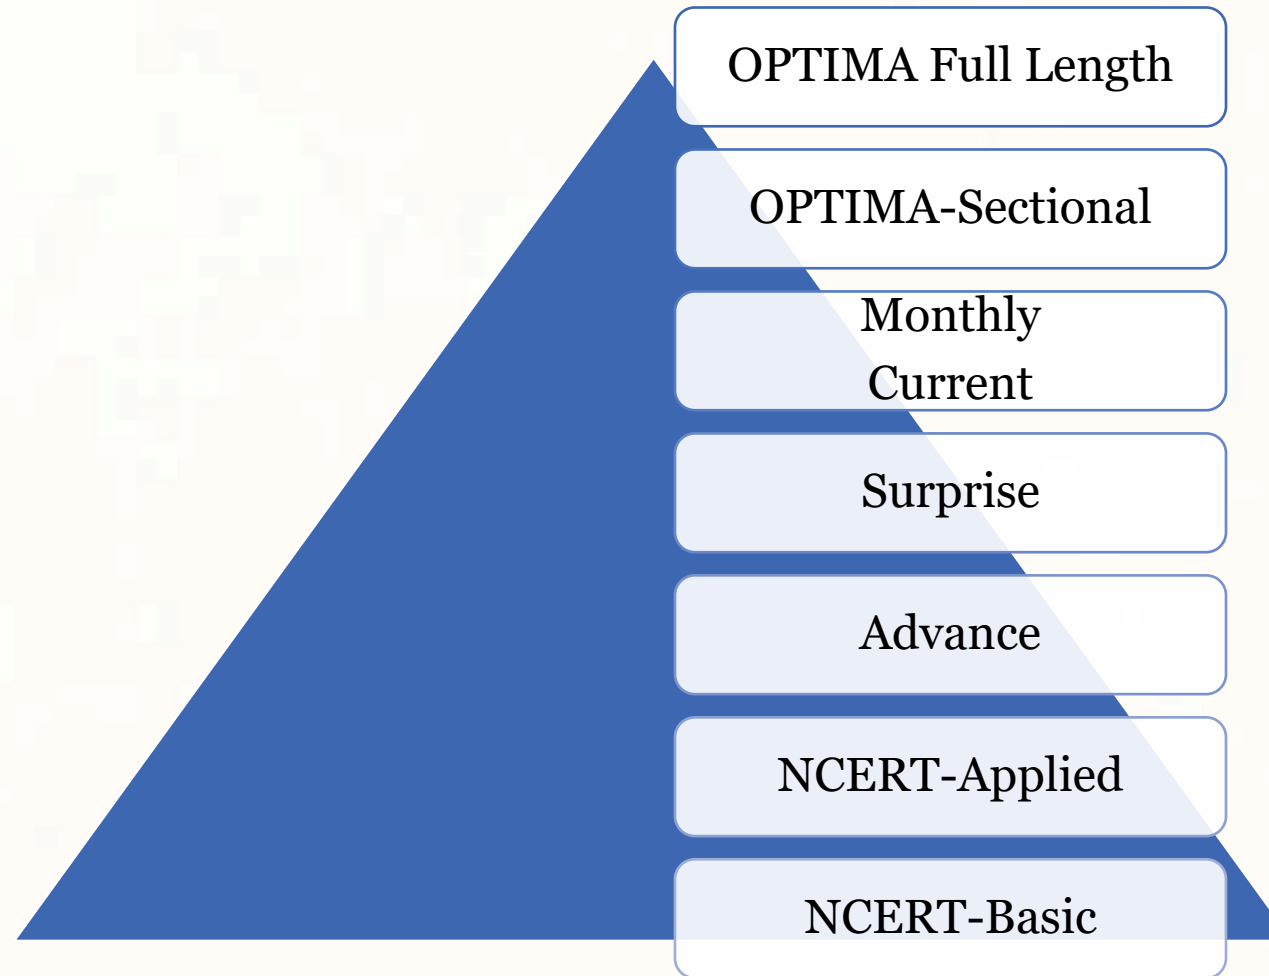 OPTIMA Full Length
OPTIMA-Sectional
Monthly
Current
Surprise
Advance
NCERT-Applied
NCERT-Basic